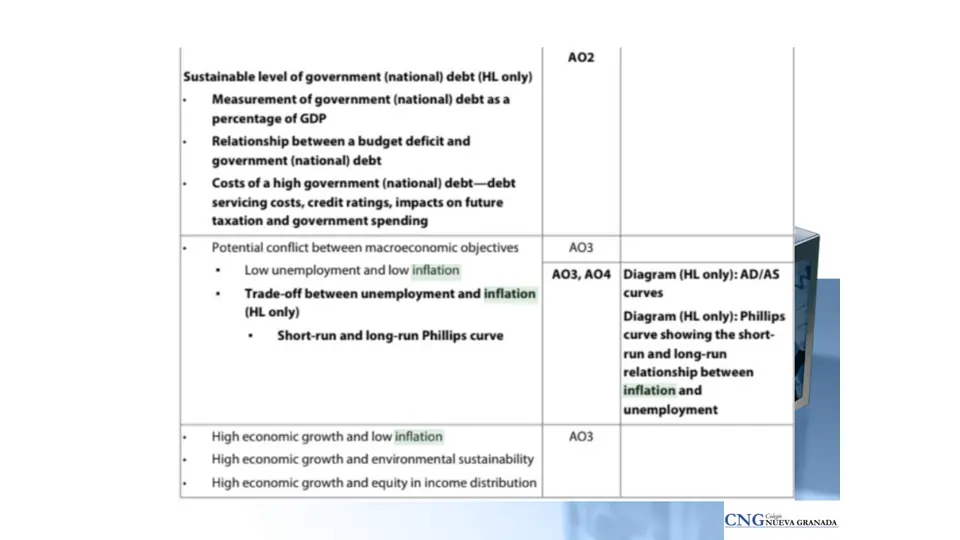 AO2
Sustainable level of government (national) debt (HL only)
• Measurement of government (national) debt as a
percentage of GDP
• Relationship between a budget deficit and
government (national) debt
• Costs of a high government (national) debt—debt
servicing costs, credit ratings, impacts on future
taxation and government spending
• Potential conflict between macroeconomic objectives
AO3
▪ Low unemployment and low inflation
▪ Trade-off between unemployment and inflation
(HL only)
▪ Short-run and long-run Phillips curve
AO3, AO4
Diagram (HL only): AD/AS
curves
Diagram (HL only): Phillips
curve showing the short-
run and long-run
relationship between
inflation and
unemployment
• High economic growth and low inflation
AO3
• High economic growth and environmental sustainability
• High economic growth and equity in income distribution
CNG Colegio
NUEVA GRANADA